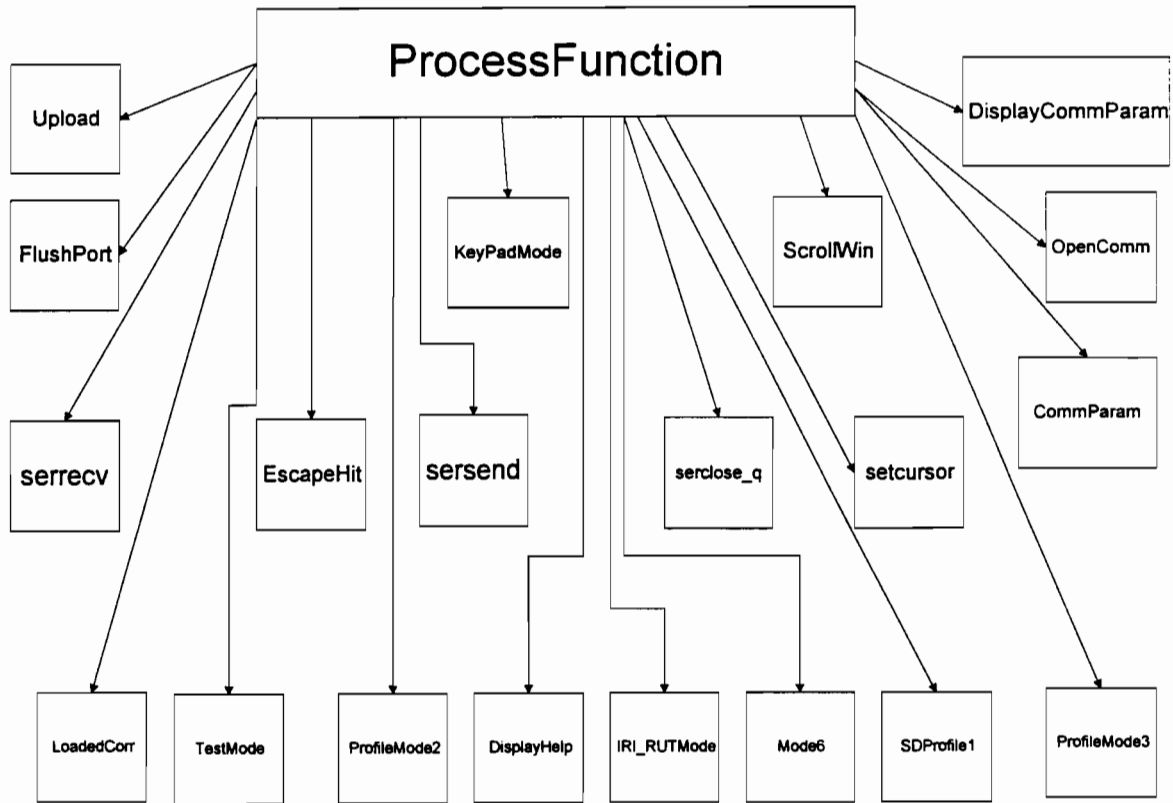 ProcessFunction
Upload
DisplayCommParam
FlushPort
KeyPadMode
ScrollWin
OpenComm
CommParam
serrecv
EscapeHit
sersend
serclose_q
setcursor
LoadedCorr
TestMode
ProfileMode2
DisplayHelp
IRI_RUTMode
Mode6
SDProfile1
ProfileMode3